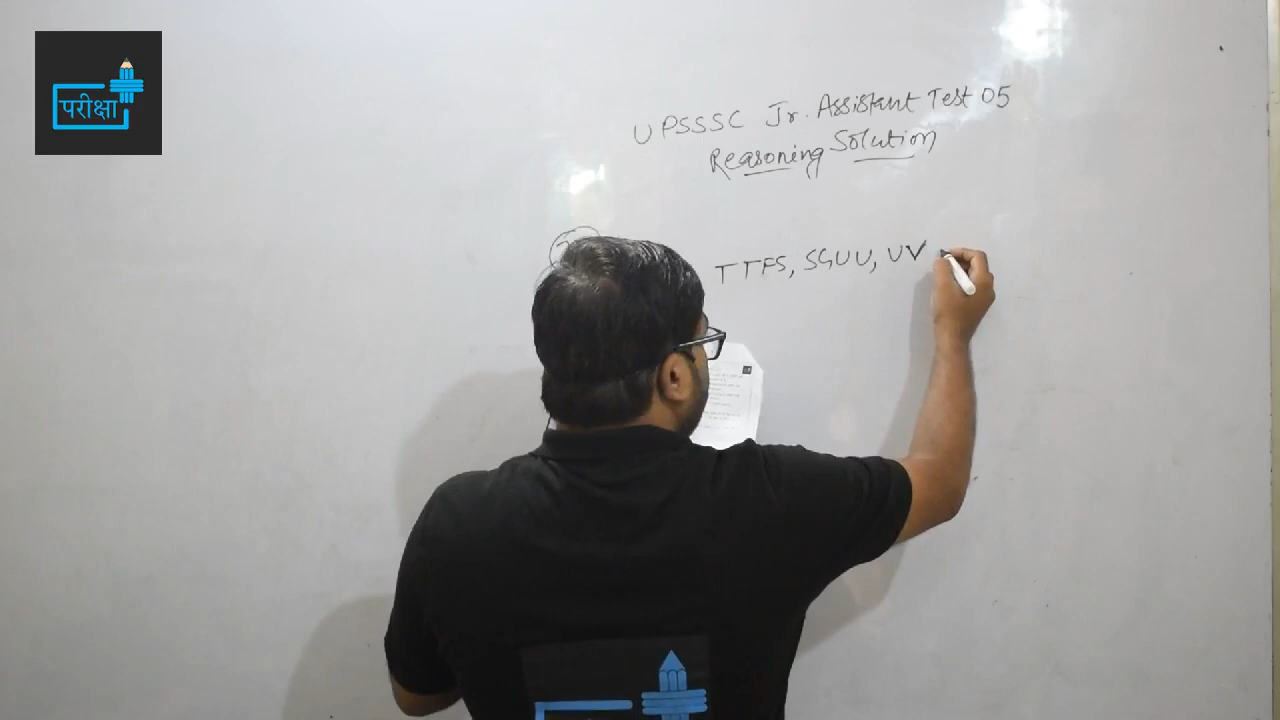 परीक्षा
UPSSSC Jr. Assistant Test 05
Reasoning Solution
TTFS, SGUU, UV